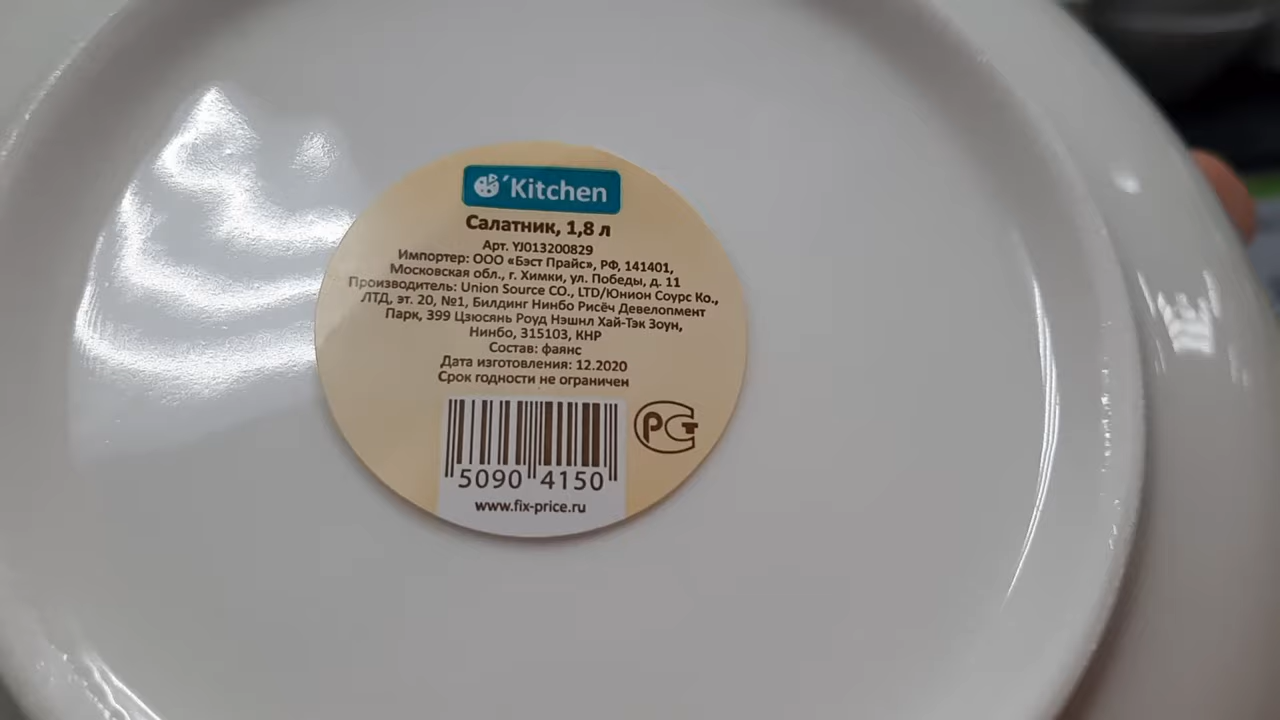 ´Kitchen
Салатник, 1,8 л
Арт. YJ013200829
Импортер: ООО «Бэст Прайс», РФ, 141401,
Московская обл., г. Химки, ул. Победы, д. 11
Производитель: Union Source CO., LTD/Юнион Соурс Ко.,
ЛТД, эт. 20, №1, Билдинг Нинбо Рисёч Девелопмент
Парк, 399 Цзюсянь Роуд Нэшнл Хай-Тэк Зоун,
Нинбо, 315103, КНР
Состав: фаянс
Дата изготовления: 12.2020
Срок годности не ограничен
РСТ
5090 4150
www.fix-price.ru